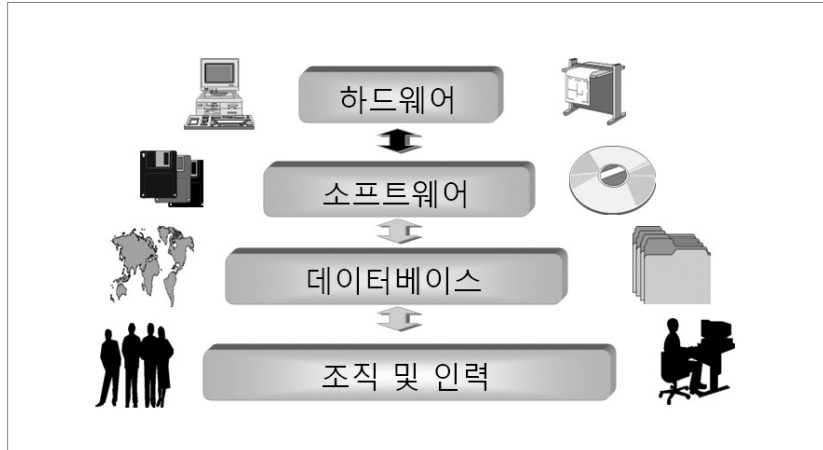 하드웨어
소프트웨어
데이터베이스
조직 및 인력